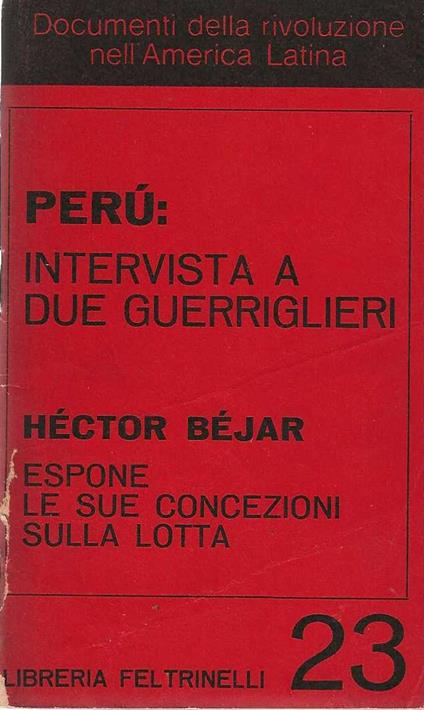 Documenti della rivoluzione
nell'America Latina
PERÚ:
INTERVISTA A
DUE GUERRIGLIERI
HÉCTOR BÉJAR
ESPONE
LE SUE CONCEZIONI
SULLA LOTTA
LIBRERIA FELTRINELLI 23